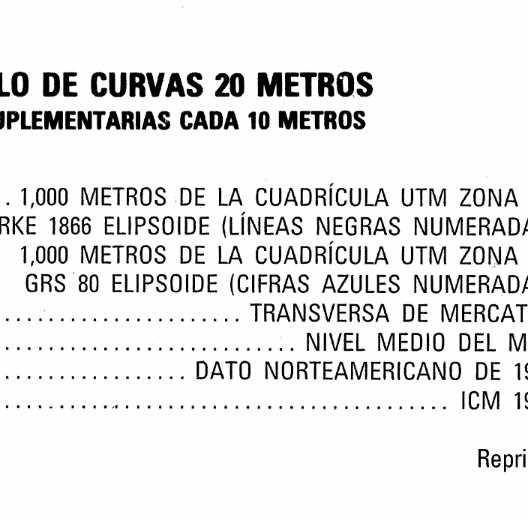 LO DE CURVAS 20 METROS
UPLEMENTARIAS CADA 10 METROS
.. 1,000 METROS DE LA CUADRÍCULA UTM ZONA
RKE 1866 ELIPSOIDE (LÍNEAS NEGRAS NUMERADA
1,000 METROS DE LA CUADRÍCULA UTM ZONA
GRS 80 ELIPSOIDE (CIFRAS AZULES NUMERADA
...................... TRANSVERSA DE MERCAT
........................... NIVEL MEDIO DEL M
................. DATO NORTEAMERICANO DE 19
......................................... ICM 19
Repri